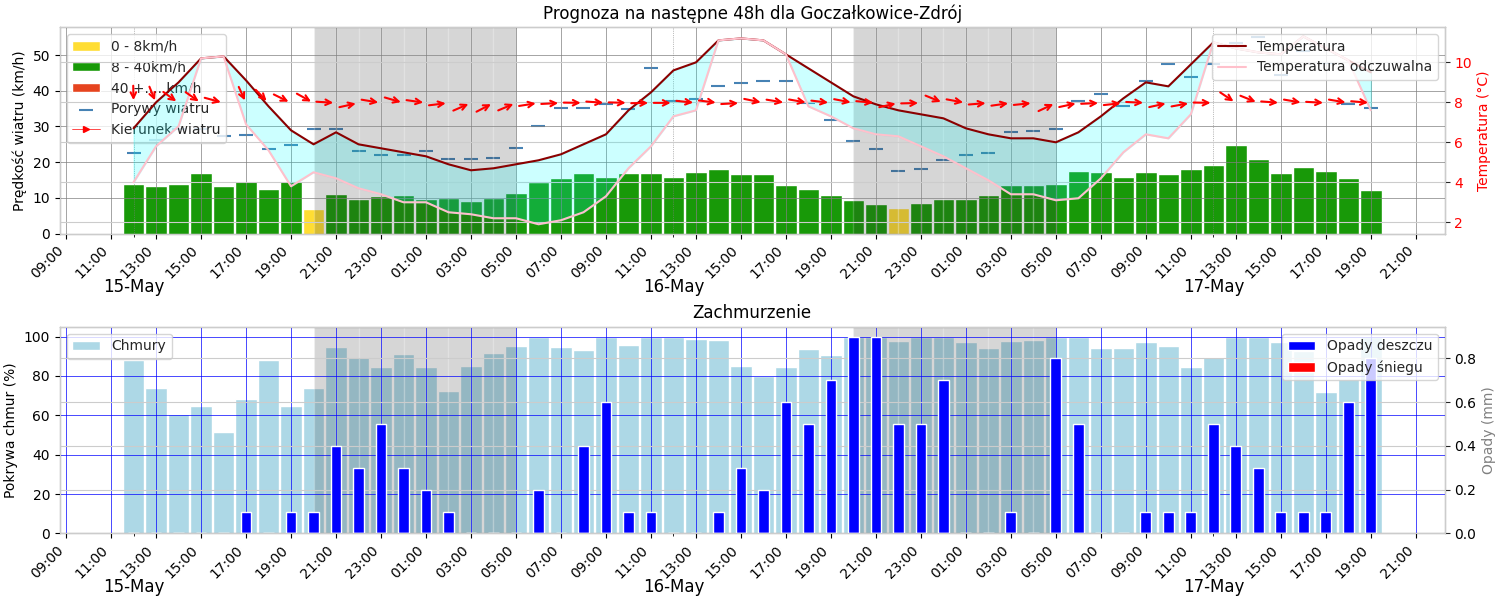 Prognoza na następne 48h dla Goczałkowice-Zdrój
Prędkość wiatru (km/h)
50
40
30
20
10
0
0 - 8km/h
8 - 40km/h
40 +
km/h
Porywy wiatru
Kierunek wiatru
Temperatura
Temperatura odczuwalna
10
8
6
4
2
Temperatura (°C)
09:00 11:00 13:00 15:00 17:00 19:00 21:00 23:00 01:00 03:00 05:00 07:00 09:00 11:00 13:00 15:00 17:00 19:00 21:00 23:00 01:00 03:00 05:00 07:00 09:00 11:00 13:00 15:00 17:00 19:00 21:00
15-May 16-May 17-May
Zachmurzenie
Pokrywa chmur (%)
100
80
60
40
20
0
Chmury
Opady deszczu
Opady śniegu
0.8
0.6
0.4
0.2
0.0
Opady (mm)
09:00 11:00 13:00 15:00 17:00 19:00 21:00 23:00 01:00 03:00 05:00 07:00 09:00 11:00 13:00 15:00 17:00 19:00 21:00 23:00 01:00 03:00 05:00 07:00 09:00 11:00 13:00 15:00 17:00 19:00 21:00
15-May 16-May 17-May